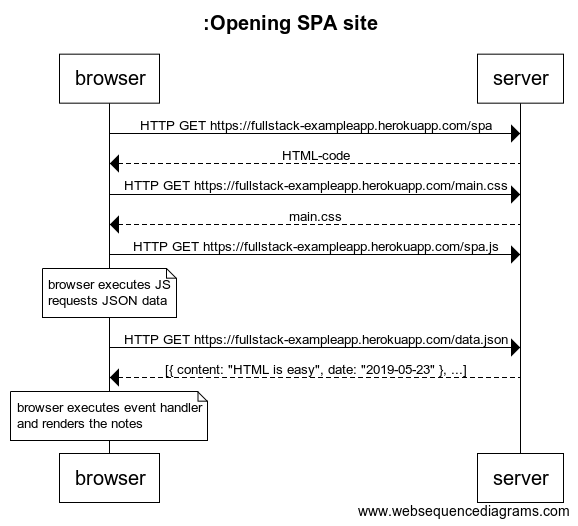 :Opening SPA site
browser
server
HTTP GET https://fullstack-exampleapp.herokuapp.com/spa
HTML-code
HTTP GET https://fullstack-exampleapp.herokuapp.com/main.css
main.css
HTTP GET https://fullstack-exampleapp.herokuapp.com/spa.js
browser executes JS
requests JSON data
HTTP GET https://fullstack-exampleapp.herokuapp.com/data.json
[{ content: "HTML is easy", date: "2019-05-23" }, ...]
browser executes event handler
and renders the notes
browser
server
www.websequencediagrams.com